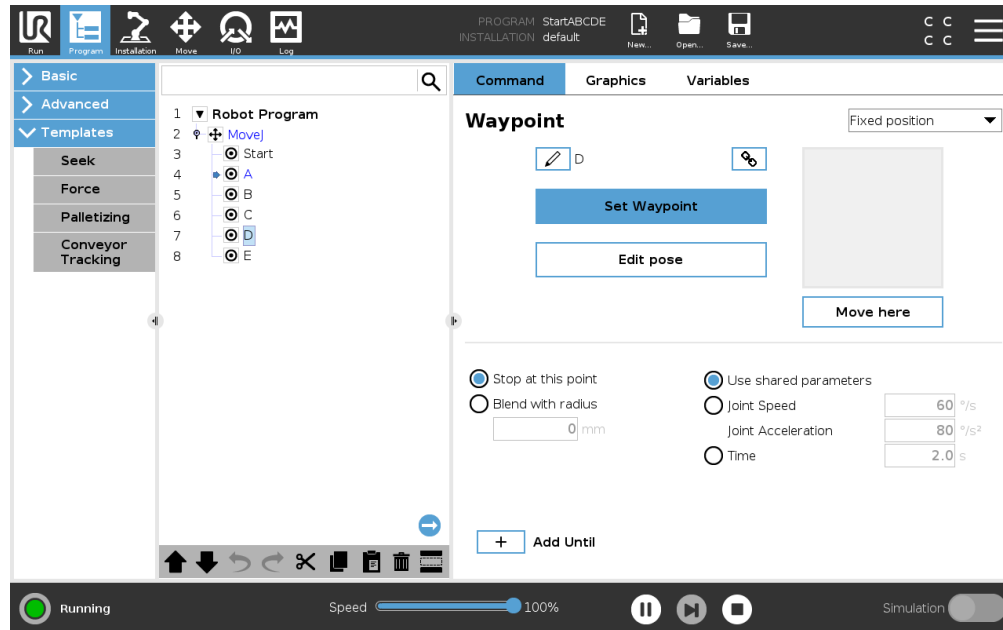 PROGRAM StartABCDE
INSTALLATION default
UR
Run
Program
Installation
Move
I/O
Log
New...
Open...
Save...
C C
C C
Basic
Advanced
Templates
Seek
Force
Palletizing
Conveyor
Tracking
1 Robot Program
2 MoveJ
3 Start
4 A
5 B
6 C
7 D
8 E
Command Graphics Variables
Waypoint
Fixed position
D
Set Waypoint
Edit pose
Move here
Stop at this point
Blend with radius
0 mm
Use shared parameters
Joint Speed 60 °/s
Joint Acceleration 80 °/s²
Time 2.0 s
+ Add Until
Running
Speed 100%
Simulation